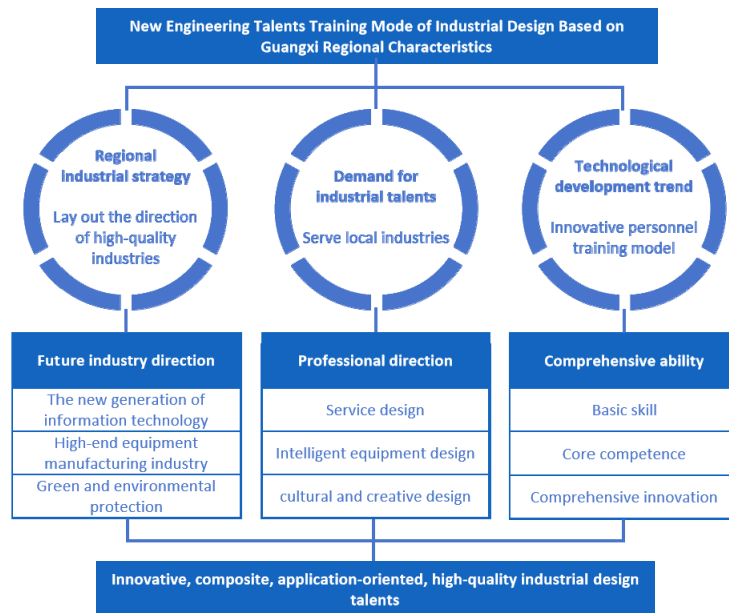 New Engineering Talents Training Mode of Industrial Design Based on
Guangxi Regional Characteristics
Regional
industrial strategy
Lay out the
direction
of high-quality
industries
Demand for
industrial talents
Serve local industries
Technological
development trend
Innovative personnel
training model
Future industry direction
The new generation of
information technology
High-end equipment
manufacturing industry
Green and environmental
protection
Professional direction
Service design
Intelligent equipment design
cultural and creative design
Comprehensive ability
Basic skill
Core competence
Comprehensive innovation
Innovative, composite, application-oriented, high-quality industrial design
talents